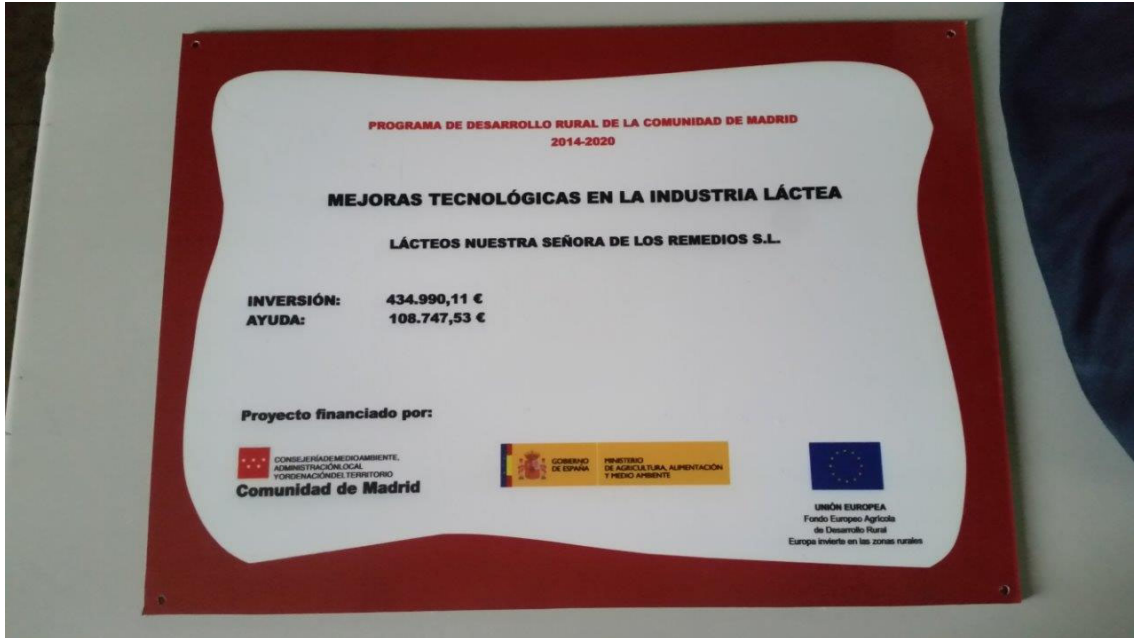 PROGRAMA DE DESARROLLO RURAL DE LA COMUNIDAD DE MADRID
2014-2020
MEJORAS TECNOLÓGICAS EN LA INDUSTRIA LÁCTEA
LÁCTEOS NUESTRA SEÑORA DE LOS REMEDIOS S.L.
INVERSIÓN: 434.990,11 €
AYUDA: 108.747,53 €
Proyecto financiado por:
CONSEJERÍADEMEDIOAMBIENTE,
ADMINISTRACIÓNLOCAL
YORDENACIÓNDELTERRITORIO
Comunidad de Madrid
GOBIERNO
DE ESPAÑA
MINISTERIO
DE AGRICULTURA, ALIMENTACIÓN
Y MEDIO AMBIENTE
UNIÓN EUROPEA
Fondo Europeo Agrícola
de Desarrollo Rural
Europa invierte en las zonas rurales